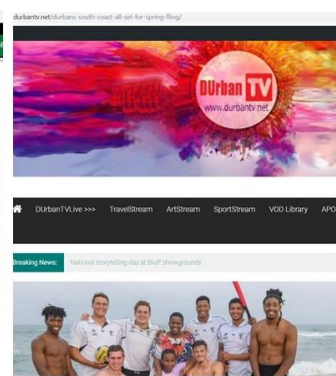 durbantv.net/durbans-south-coast-all-set-for-spring-fling/
DUrban TV
www.durbantv.net
DUrbanTVLive >>> TravelStream ArtStream SportStream VOD Library APO
Breaking News: National storytelling day at Bluff showgrounds